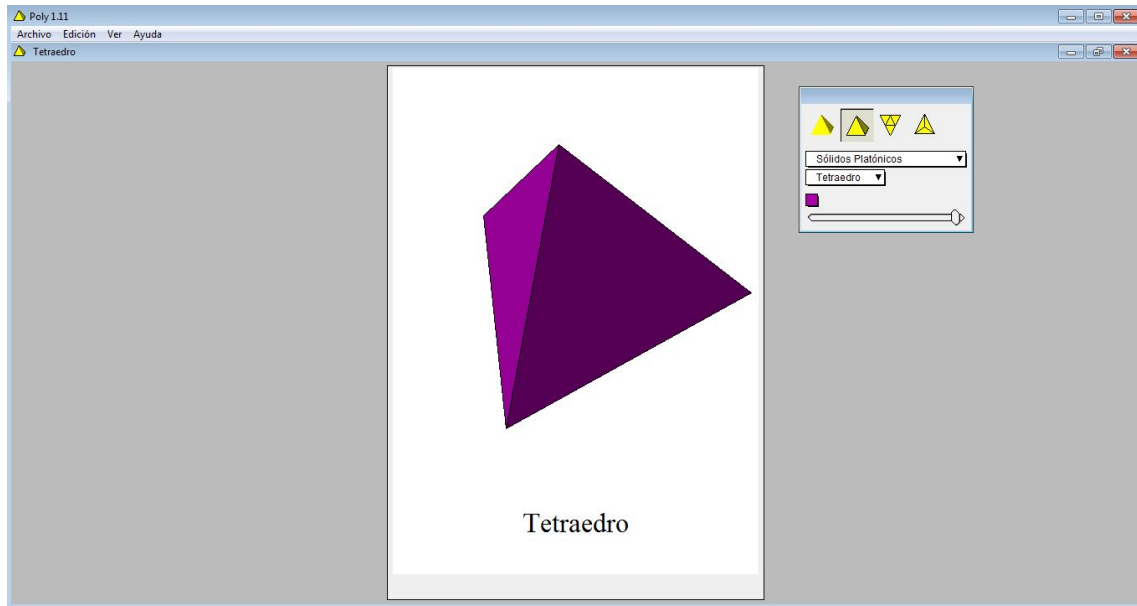 Poly 1.11
Archivo Edición Ver Ayuda
Tetraedro
Sólidos Platónicos
Tetraedro
Tetraedro